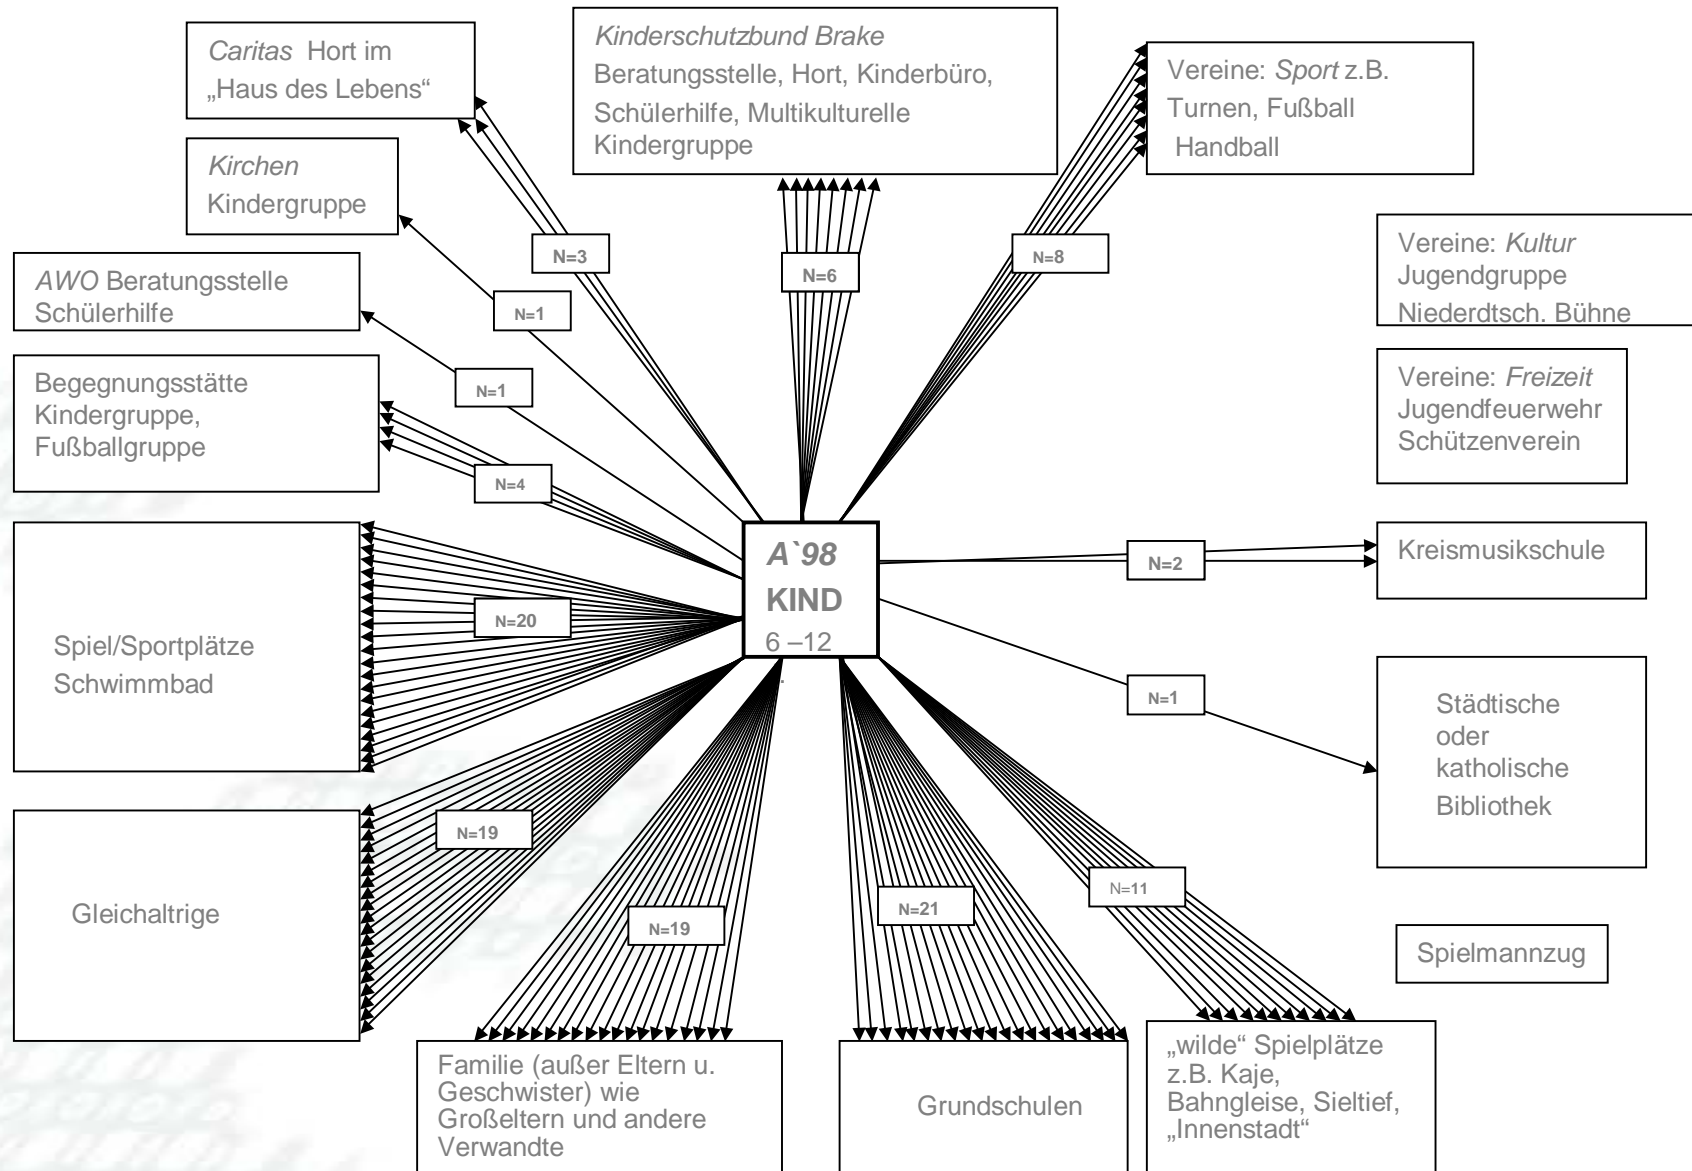 Caritas Hort im
„Haus des Lebens“
Kinderschutzbund Brake
Beratungsstelle, Hort, Kinderbüro,
Schülerhilfe, Multikulturelle
Kindergruppe
Vereine: Sport z.B.
Turnen, Fußball
Handball
Kirchen
Kindergruppe
Vereine: Kultur
Jugendgruppe
Niederdtsch. Bühne
AWO Beratungsstelle
Schülerhilfe
N=3
N=6
N=8
N=1
Vereine: Freizeit
Jugendfeuerwehr
Schützenverein
Begegnungsstätte
Kindergruppe,
Fußballgruppe
N=1
N=4
A`98
KIND
6 –12
.
N=2
Kreismusikschule
Spiel/Sportplätze
Schwimmbad
N=20
N=1
Städtische
oder
katholische
Bibliothek
Gleichaltrige
N=19
N=19
N=21
N=11
Spielmannzug
Familie (außer Eltern u.
Geschwister) wie
Großeltern und andere
Verwandte
Grundschulen
„wilde“ Spielplätze
z.B. Kaje,
Bahngleise, Sieltief,
„Innenstadt“